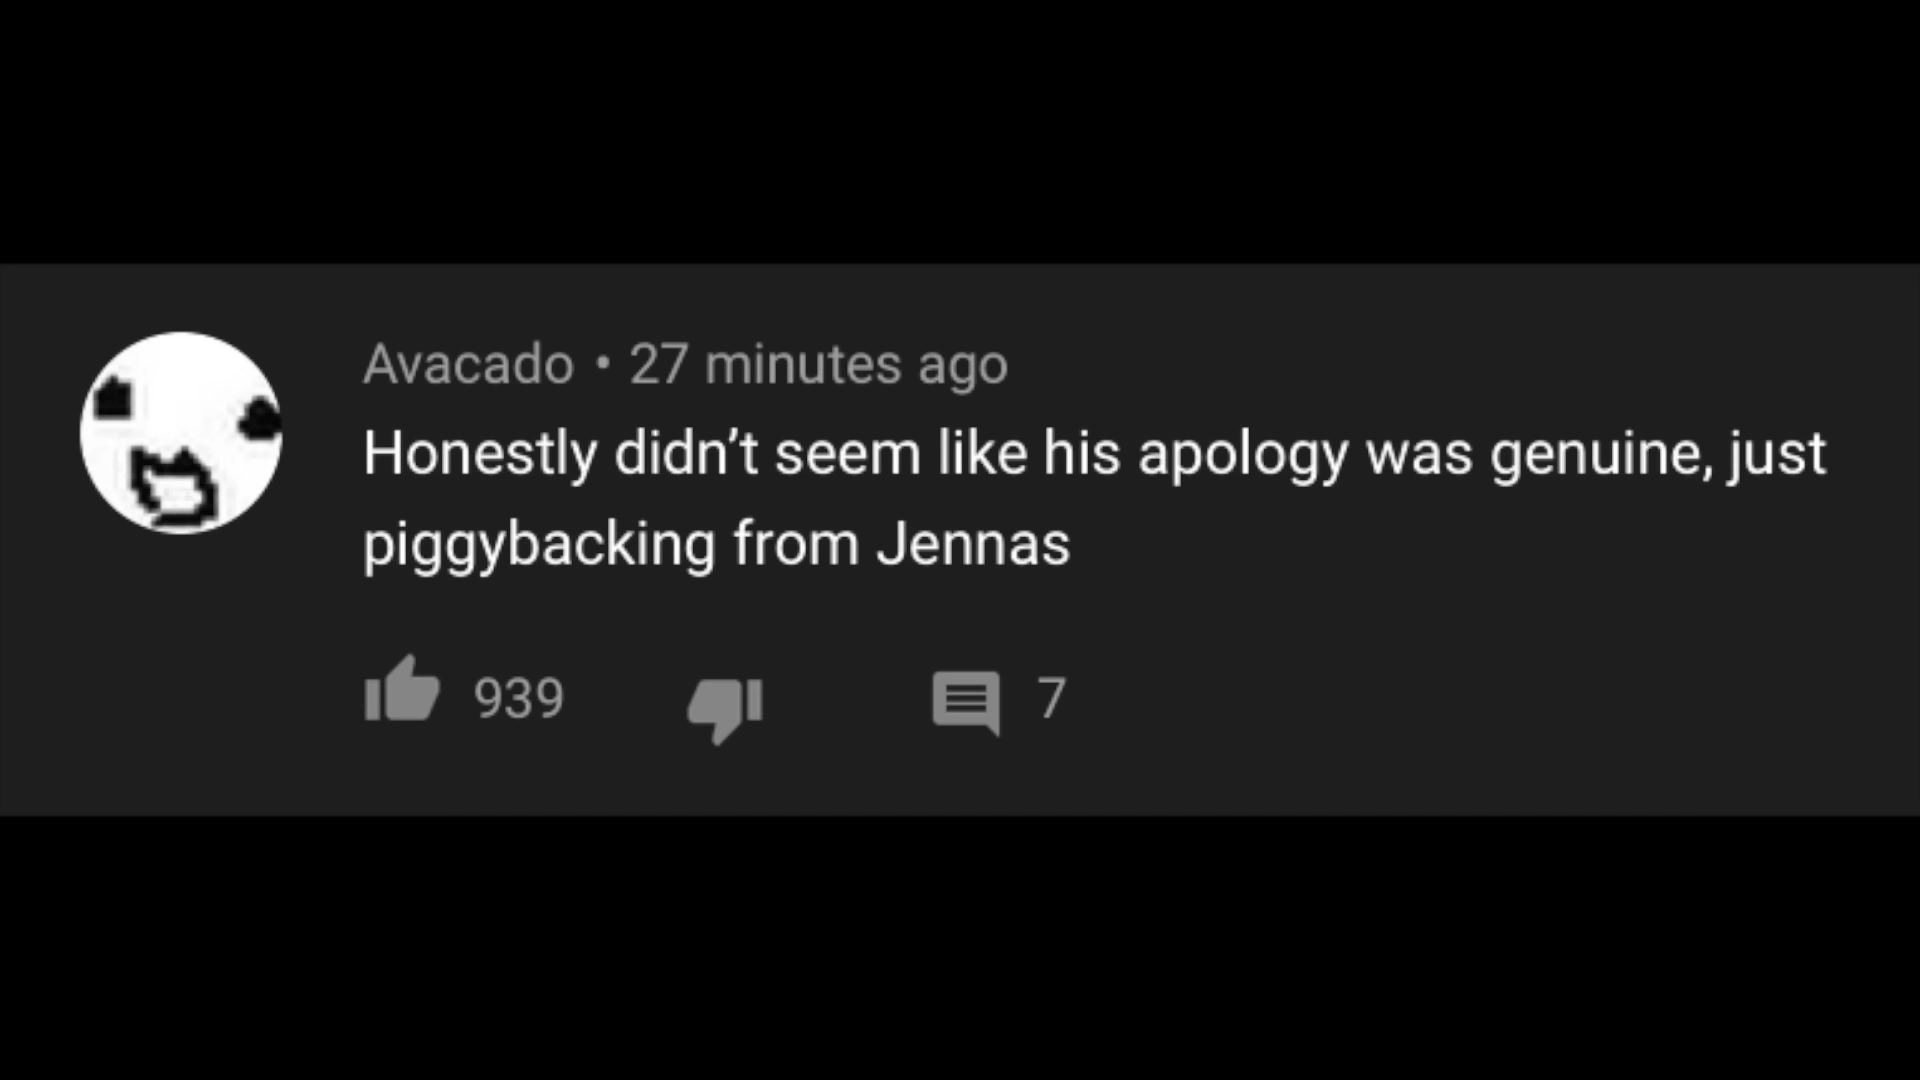 Avacado • 27 minutes ago
Honestly didn’t seem like his apology was genuine, just
piggybacking from Jennas
939 7